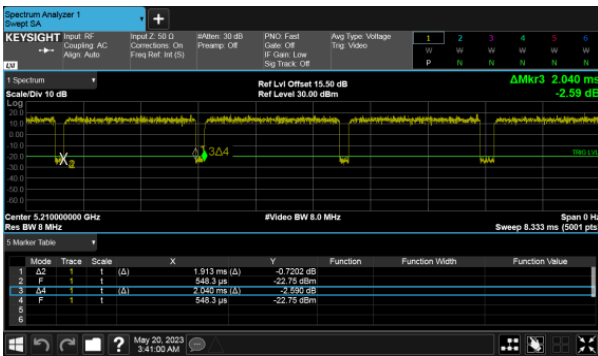 Spectrum Analyzer 1
Swept SA
KEYSIGHT Input: RF Input Z: 50 Ω #Atten: 30 dB PNO: Fast Avg Type: Voltage 1 2 3 4 5 6
Coupling: AC Corrections: On Preamp: Off Gate: Off Trig: Video W W W W W W
Align: Auto Freq Ref: Int (S) IF Gain: Low P N N N N N
LXI Sig Track: Off
1 Spectrum Ref Lvl Offset 15.50 dB ΔMkr3 2.040 ms
Scale/Div 10 dB Ref Level 30.00 dBm -2.59 dB
Log
20.0
10.0
0.00
-10.0
-20.0 3Δ4 TRIG LVL
-30.0
-40.0
-50.0
-60.0
Center 5.210000000 GHz #Video BW 8.0 MHz Span 0 Hz
Res BW 8 MHz Sweep 8.333 ms (5001 pts)
5 Marker Table
Mode Trace Scale X Y Function Function Width Function Value
1 Δ2 1 t (Δ) 1.913 ms (Δ) -0.7202 dB
2 F 1 t 548.3 µs -22.75 dBm
3 Δ4 1 t (Δ) 2.040 ms (Δ) -2.590 dB
4 F 1 t 548.3 µs -22.75 dBm
5
6
? May 20, 2023
3:41:00 AM